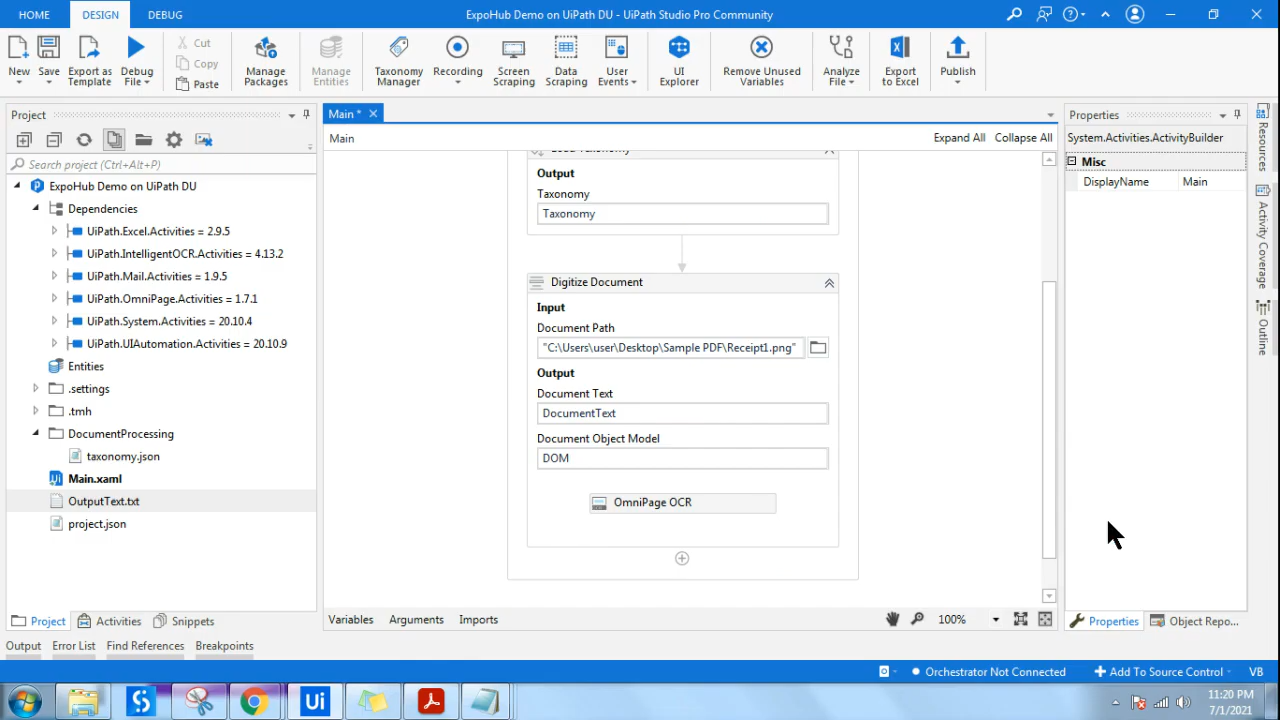 HOME DESIGN DEBUG ExpoHub Demo on UiPath DU - UiPath Studio Pro Community
New Save Export as Template Debug File Cut Copy Paste Manage Packages Manage Entities Taxonomy Manager Recording Screen Scraping Data Scraping User Events UI Explorer Remove Unused Variables Analyze File Export to Excel Publish
Project
Search project (Ctrl+Alt+P)
ExpoHub Demo on UiPath DU
Dependencies
UiPath.Excel.Activities = 2.9.5
UiPath.IntelligentOCR.Activities = 4.13.2
UiPath.Mail.Activities = 1.9.5
UiPath.OmniPage.Activities = 1.7.1
UiPath.System.Activities = 20.10.4
UiPath.UIAutomation.Activities = 20.10.9
Entities
.settings
.tmh
DocumentProcessing
taxonomy.json
Main.xaml
OutputText.txt
project.json
Project Activities Snippets
Main *
Main Expand All Collapse All
Load Taxonomy
Output
Taxonomy
Taxonomy
Digitize Document
Input
Document Path
"C:\Users\user\Desktop\Sample PDF\Receipt1.png"
Output
Document Text
DocumentText
Document Object Model
DOM
OmniPage OCR
Variables Arguments Imports 100%
Properties
System.Activities.ActivityBuilder
Misc
DisplayName Main
Properties Object Repo...
Resources
Activity Coverage
Outline
Output Error List Find References Breakpoints
Orchestrator Not Connected Add To Source Control VB
11:20 PM
7/1/2021